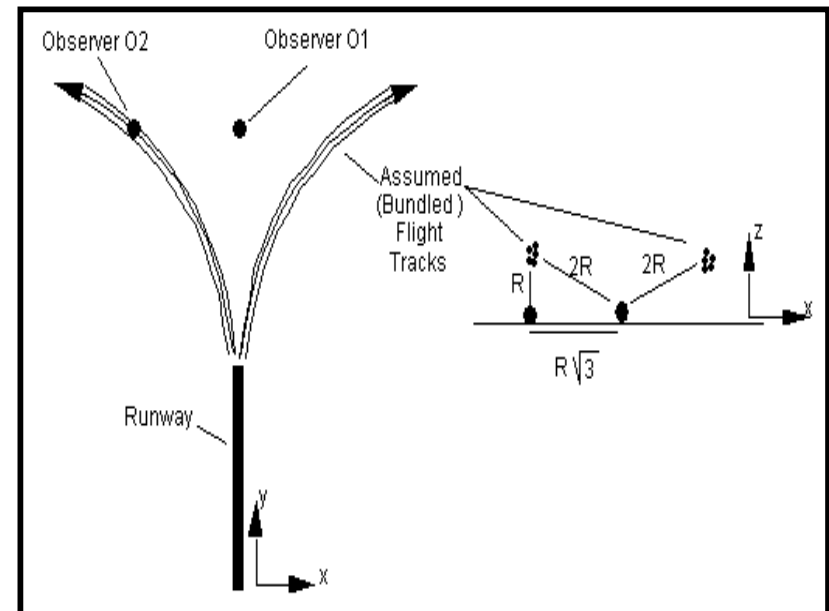 Observer O2
Observer O1
Assumed
(Bundled)
Flight
Tracks
z
2R
2R
R
X
R√3
Runway
y
x